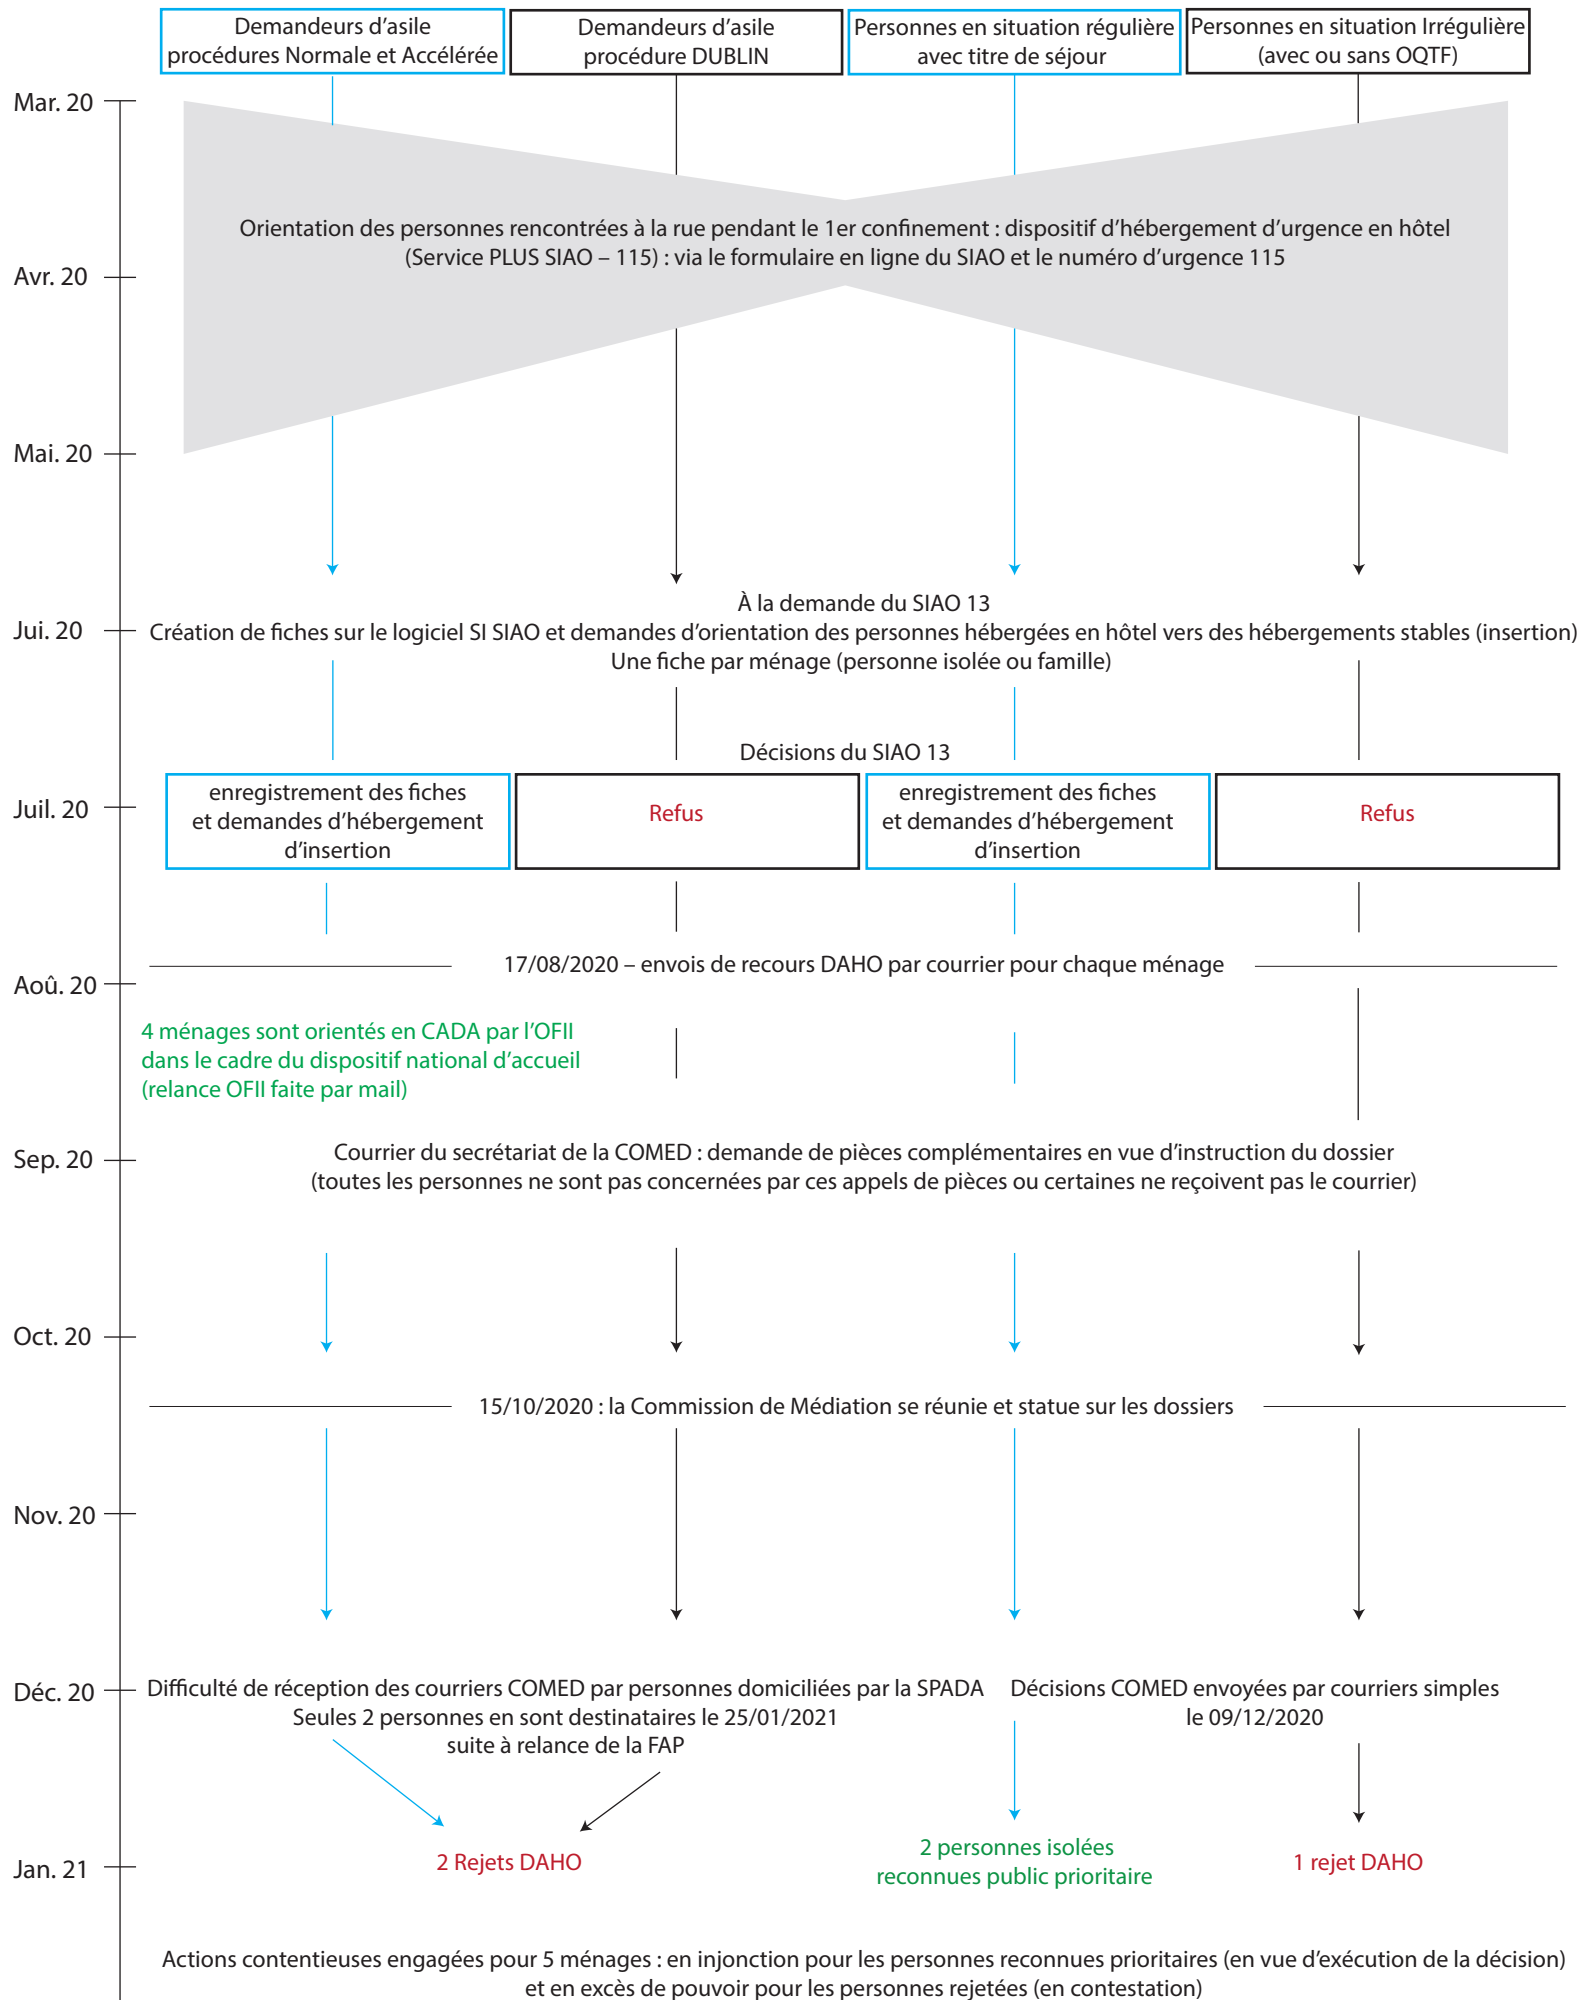 Demandeurs d'asile
procédures Normale et Accélérée
Demandeurs d'asile
procédure DUBLIN
Personnes en situation régulière
avec titre de séjour
Personnes en situation Irrégulière
(avec ou sans OQTF)
Mar. 20
Orientation des personnes rencontrées à la rue pendant le 1er confinement : dispositif d'hébergement d'urgence en hôtel
(Service PLUS SIAO – 115) : via le formulaire en ligne du SIAO et le numéro d'urgence 115
Avr. 20
Mai. 20
À la demande du SIAO 13
Jui. 20
Création de fiches sur le logiciel SI SIAO et demandes d'orientation des personnes hébergées en hôtel vers des hébergements stables (insertion)
Une fiche par ménage (personne isolée ou famille)
Décisions du SIAO 13
Juil. 20
enregistrement des fiches
et demandes d'hébergement
d'insertion
Refus
enregistrement des fiches
et demandes d'hébergement
d'insertion
Refus
17/08/2020 – envois de recours DAHO par courrier pour chaque ménage
Aoû. 20
4 ménages sont orientés en CADA par l'OFII
dans le cadre du dispositif national d'accueil
(relance OFII faite par mail)
Sep. 20
Courrier du secrétariat de la COMED : demande de pièces complémentaires en vue d'instruction du dossier
(toutes les personnes ne sont pas concernées par ces appels de pièces ou certaines ne reçoivent pas le courrier)
Oct. 20
15/10/2020 : la Commission de Médiation se réunie et statue sur les dossiers
Nov. 20
Déc. 20
Difficulté de réception des courriers COMED par personnes domiciliées par la SPADA
Seules 2 personnes en sont destinataires le 25/01/2021
suite à relance de la FAP
Décisions COMED envoyées par courriers simples
le 09/12/2020
Jan. 21
2 Rejets DAHO
2 personnes isolées
reconnues public prioritaire
1 rejet DAHO
Actions contentieuses engagées pour 5 ménages : en injonction pour les personnes reconnues prioritaires (en vue d'exécution de la décision)
et en excès de pouvoir pour les personnes rejetées (en contestation)